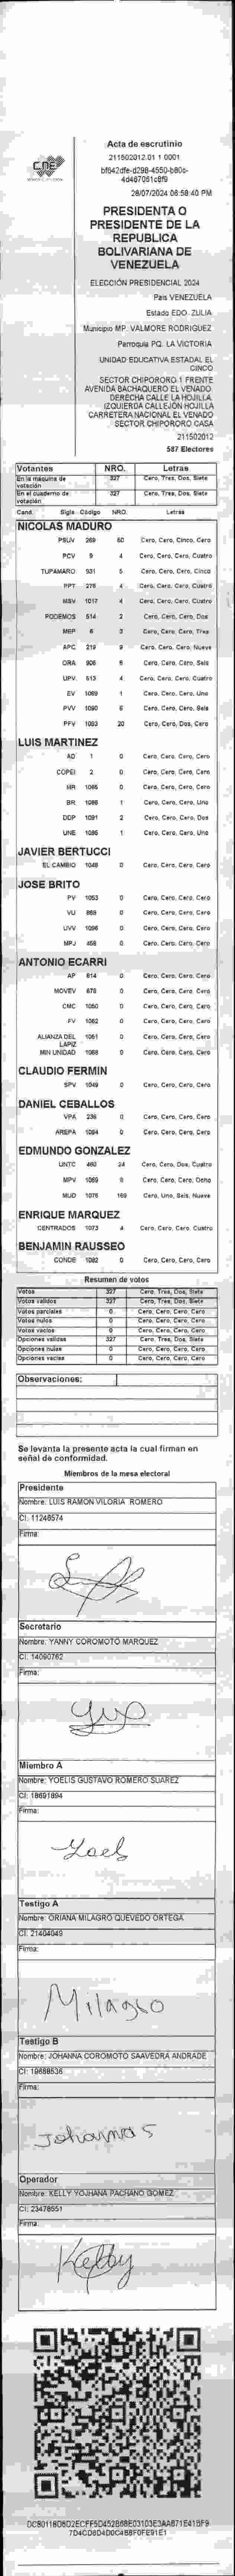 CNE
Acta de escrutinio
211502012.01.1.0001
28/07/2024 06:58:40 PM
PRESIDENTA O
PRESIDENTE DE LA
REPUBLICA
BOLIVARIANA DE
VENEZUELA
ELECCIÓN PRESIDENCIAL 2024
Pais VENEZUELA
Estado EDO. ZULIA
Municipio MP. VALMORE RODRIGUEZ
Parroquia PQ. LA VICTORIA
UNIDAD EDUCATIVA ESTADAL EL
CINCO
SECTOR CHIPORORO 1 FRENTE
AVENIDA BACHAQUERO EL VENADO.
DERECHA CALLE LA HOJILLA.
IZQUIERDA CALLEJÓN HOJILLA
CARRETERA NACIONAL EL VENADO
SECTOR CHIPORORO CASA
211502012
587 Electores
Votantes NRO. Letras
En la máquina de votación 327 Cero, Tres, Dos, Siete
En el cuaderno de votación 327 Cero, Tres, Dos, Siete
Cand. Sigla Código NRO. Letras
NICOLAS MADURO
PSUV 269 Cero, Cero, Cinco, Cero
PCV 9 4 Cero, Cero, Cero, Cuatro
TUPAMARO 931 5 Cero, Cero, Cero, Cinco
PPT 276 4 Cero, Cero, Cero, Cuatro
MSV 1017 4 Cero, Cero, Cero, Cuatro
PODEMOS 514 2 Cero, Cero, Cero, Dos
MEP 6 3 Cero, Cero, Cero, Tres
APC 219 9 Cero, Cero, Cero, Nueve
ORA 906 6 Cero, Cero, Cero, Seis
UPV 513 4 Cero, Cero, Cero, Cuatro
EV 1069 1 Cero, Cero, Cero, Uno
PVV 1090 6 Cero, Cero, Cero, Seis
PFV 1093 20 Cero, Cero, Dos, Cero
LUIS MARTINEZ
AD 1 0 Cero, Cero, Cero, Cero
COPEI 2 0 Cero, Cero, Cero, Cero
MR 1085 0 Cero, Cero, Cero, Cero
BR 1086 1 Cero, Cero, Cero, Uno
DDP 1091 2 Cero, Cero, Cero, Dos
UNE 1095 1 Cero, Cero, Cero, Uno
JAVIER BERTUCCI
EL CAMBIO 1048 0 Cero, Cero, Cero, Cero
JOSE BRITO
PV 1053 0 Cero, Cero, Cero, Cero
VU 869 0 Cero, Cero, Cero, Cero
UVV 1096 0 Cero, Cero, Cero, Cero
MPJ 458 0 Cero, Cero, Cero, Cero
ANTONIO ECARRI
AP 814 0 Cero, Cero, Cero, Cero
MOVEV 678 0 Cero, Cero, Cero, Cero
CMC 1050 0 Cero, Cero, Cero, Cero
FV 1062 0 Cero, Cero, Cero, Cero
ALIANZA DEL LAPIZ 1061 0 Cero, Cero, Cero, Cero
MIN UNIDAD 1088 0 Cero, Cero, Cero, Cero
CLAUDIO FERMIN
SPV 1049 0 Cero, Cero, Cero, Cero
DANIEL CEBALLOS
VPA 236 0 Cero, Cero, Cero, Cero
AREPA 1084 0 Cero, Cero, Cero, Cero
EDMUNDO GONZALEZ
UNTC 460 24 Cero, Cero, Dos, Cuatro
MPV 1089 8 Cero, Cero, Cero, Ocho
MUD 1076 169 Cero, Uno, Seis, Nueve
ENRIQUE MARQUEZ
CENTRADOS 1073 4 Cero, Cero, Cero, Cuatro
BENJAMIN RAUSSEO
CONDE 1082 0 Cero, Cero, Cero, Cero
Resumen de votos
Votos 327 Cero, Tres, Dos, Siete
Votos validos 327 Cero, Tres, Dos, Siete
Votos parciales 0 Cero, Cero, Cero, Cero
Votos nulos 0 Cero, Cero, Cero, Cero
Votos vacios 0 Cero, Cero, Cero, Cero
Opciones validas 327 Cero, Tres, Dos, Siete
Opciones nulas 0 Cero, Cero, Cero, Cero
Opciones vacias 0 Cero, Cero, Cero, Cero
Observaciones:
Se levanta la presente acta la cual firman en
señal de conformidad.
Miembros de la mesa electoral
Presidente
Nombre: LUIS RAMON VILORIA ROMERO
CI: 11246574
Firma:
Secretario
Nombre: YANNY COROMOTO MARQUEZ
CI: 14090762
Firma:
Miembro A
Nombre: YOELIS GUSTAVO ROMERO SUAREZ
CI: 18691894
Firma:
Yoel
Testigo A
Nombre: ORIANA MILAGRO QUEVEDO ORTEGA
CI: 21404049
Firma:
Milagro
Testigo B
Nombre: JOHANNA COROMOTO SAAVEDRA ANDRADE
CI: 19688536
Firma:
Johanna S
Operador
Nombre: KELLY YOJHANA PACHANO GOMEZ
CI: 23478551
Firma:
Kelly